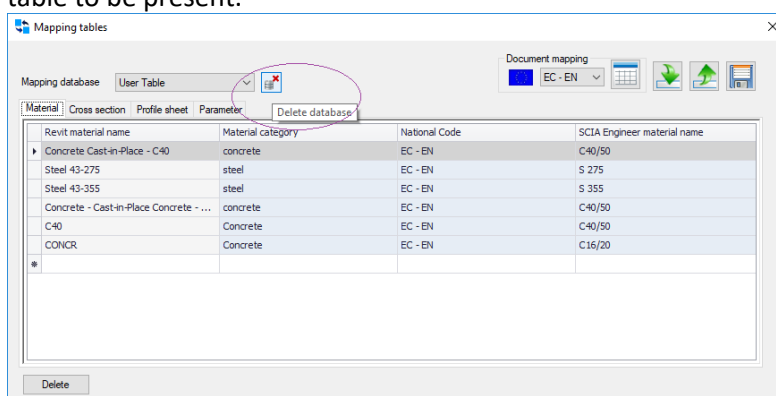 table to be present.
Mapping tables
Document mapping
Mapping database User Table EC - EN
Material Cross section Profile sheet Parameter
Delete database
Revit material name Material category National Code SCIA Engineer material name
Concrete Cast-in-Place - C40 concrete EC - EN C40/50
Steel 43-275 steel EC - EN S 275
Steel 43-355 steel EC - EN S 355
Concrete - Cast-in-Place Concrete - ... concrete EC - EN C40/50
C40 Concrete EC - EN C40/50
CONCR Concrete EC - EN C16/20
Delete